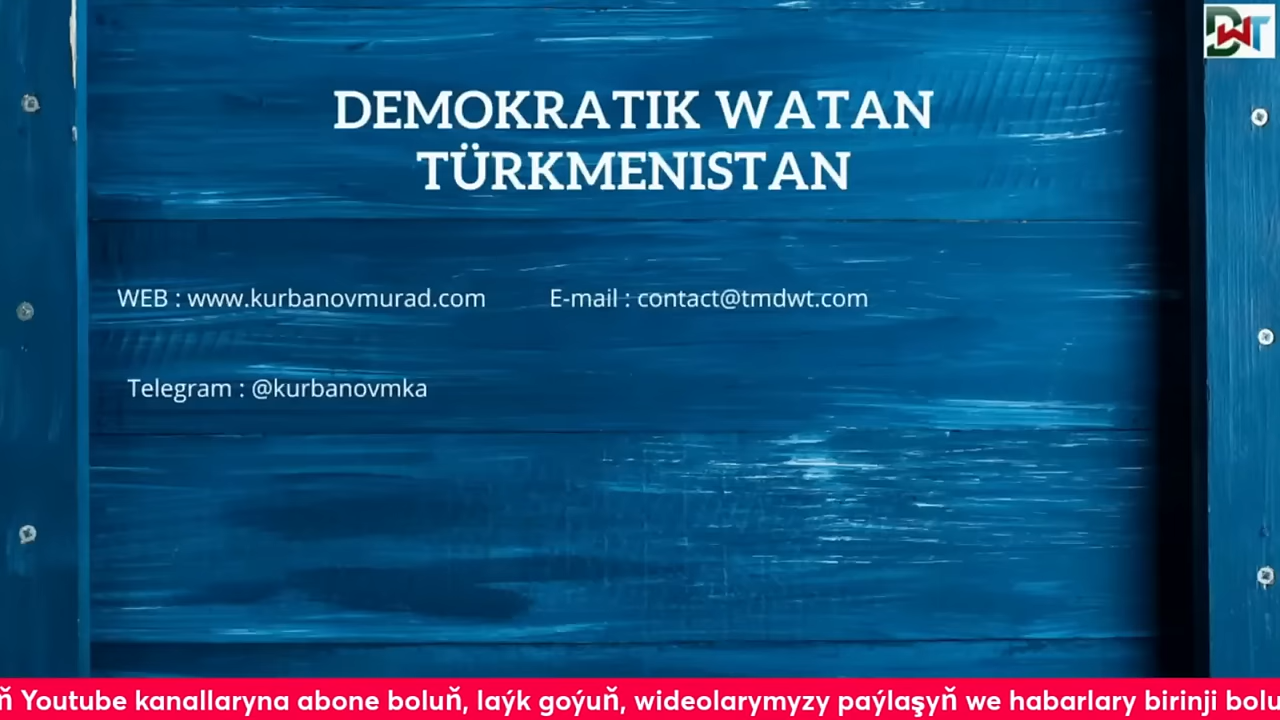 DWT
DEMOKRATIK WATAN
TÜRKMENISTAN
WEB : www.kurbanovmurad.com
E-mail : contact@tmdwt.com
Telegram : @kurbanovmka
Youtube kanallaryna abone boluň, laýk goýuň, wideolarymyzy paýlaşyň we habarlary birinji